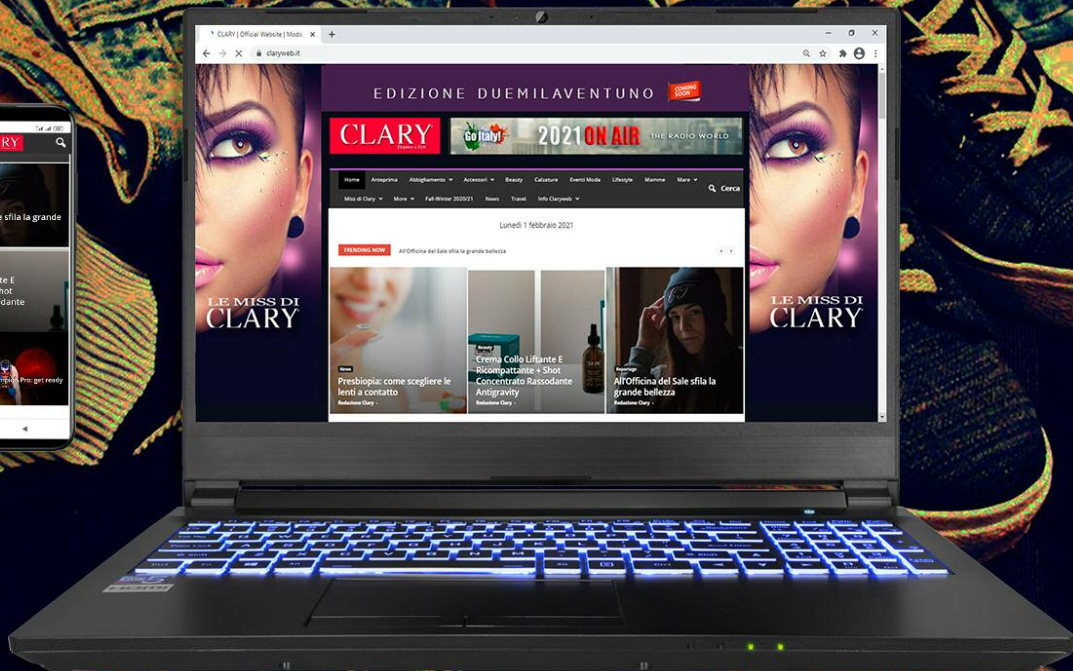 CLARY | Official Website | Moda
claryweb.it
EDIZIONE DUEMILAVENTUNO
COMING
SOON
CLARY
Go Italy!
2021 ON AIR
THE RADIO WORLD
Home Anteprima Abbigliamento Accessori Beauty Calzature Eventi Moda Lifestyle Mamme Mare
Cerca
Miss di Clary More Fall-Winter 2020/21 News Travel Info Claryweb
Lunedì 1 febbraio 2021
TRENDING NOW
All'Officina del Sale sfila la grande bellezza
News
Presbiopia: come scegliere le
lenti a contatto
Redazione Clary -
Beauty
Crema Collo Liftante E
Ricompattante + Shot
Concentrato Rassodante
Antigravity
Redazione Clary -
Reportage
All'Officina del Sale sfila la
grande bellezza
Redazione Clary -
LE MISS DI
CLARY
LE MISS DI
CLARY
RY
e sfila la grande
te E
hot
dante
Pro: get ready
HDMI